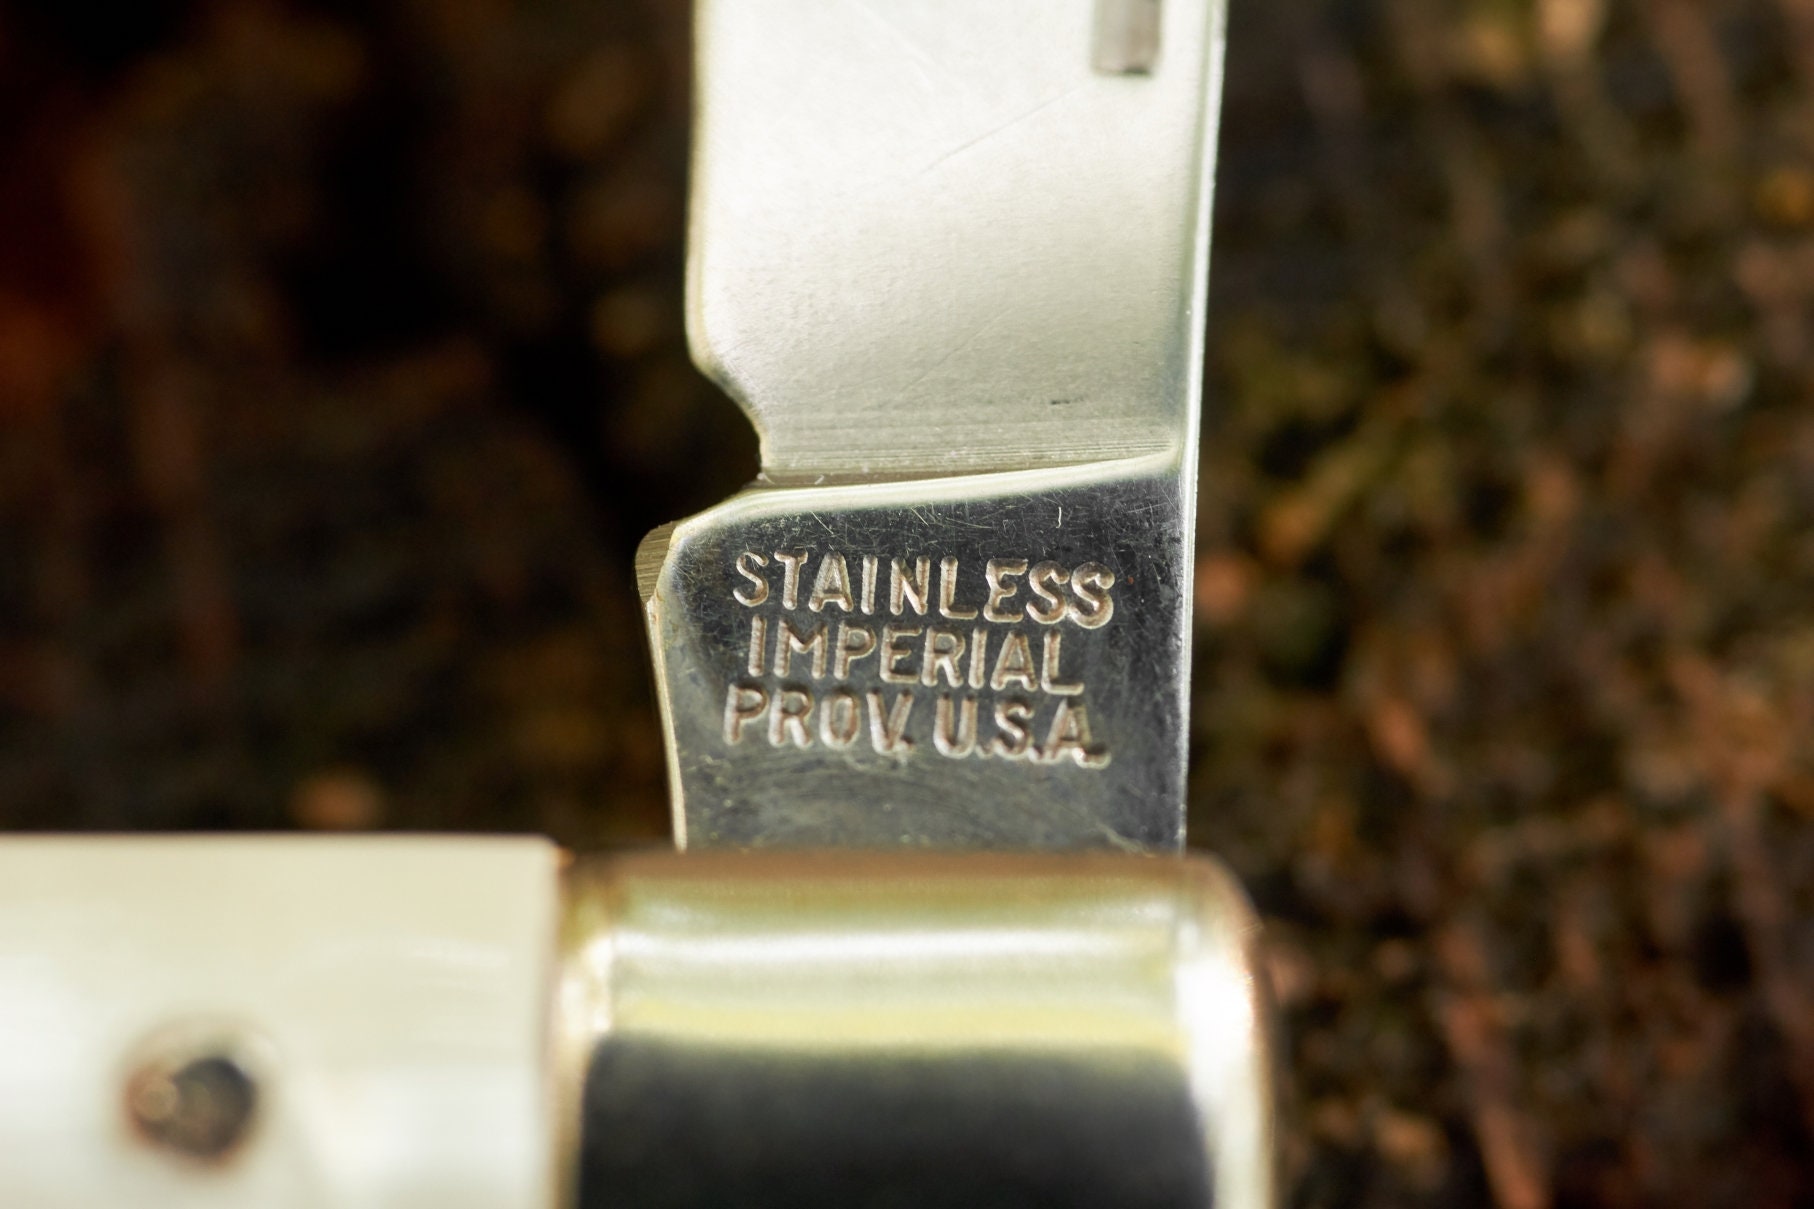 STAINLESS
IMPERIAL
PROV. U.S.A.